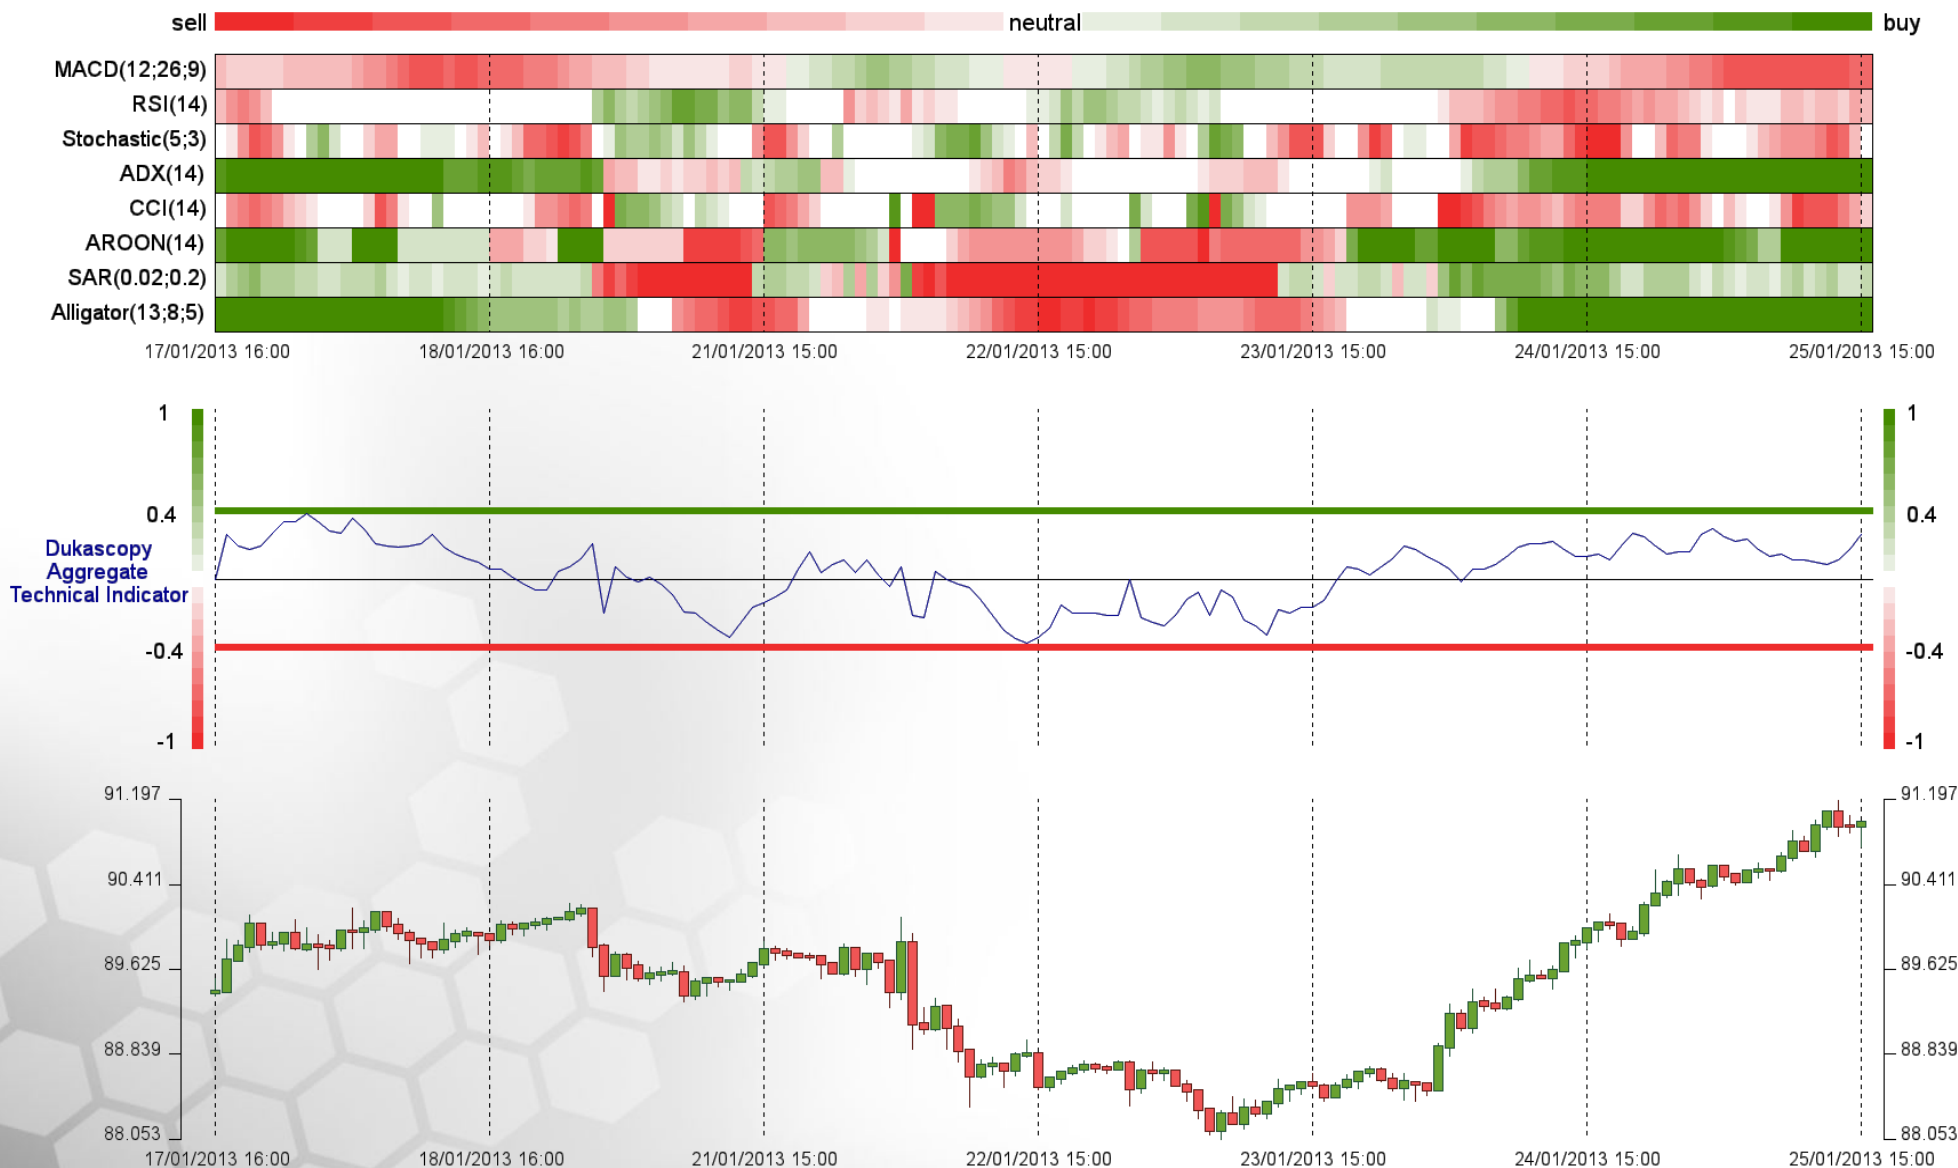 sell neutral buy
MACD(12;26;9)
RSI(14)
Stochastic(5;3)
ADX(14)
CCI(14)
AROON(14)
SAR(0.02;0.2)
Alligator(13;8;5)
17/01/2013 16:00 18/01/2013 16:00 21/01/2013 15:00 22/01/2013 15:00 23/01/2013 15:00 24/01/2013 15:00 25/01/2013 15:00
1 1
0.4 0.4
Dukascopy
Aggregate
Technical Indicator
-0.4 -0.4
-1 -1
91.197 91.197
90.411 90.411
89.625 89.625
88.839 88.839
88.053 88.053
17/01/2013 16:00 18/01/2013 16:00 21/01/2013 15:00 22/01/2013 15:00 23/01/2013 15:00 24/01/2013 15:00 25/01/2013 15:00